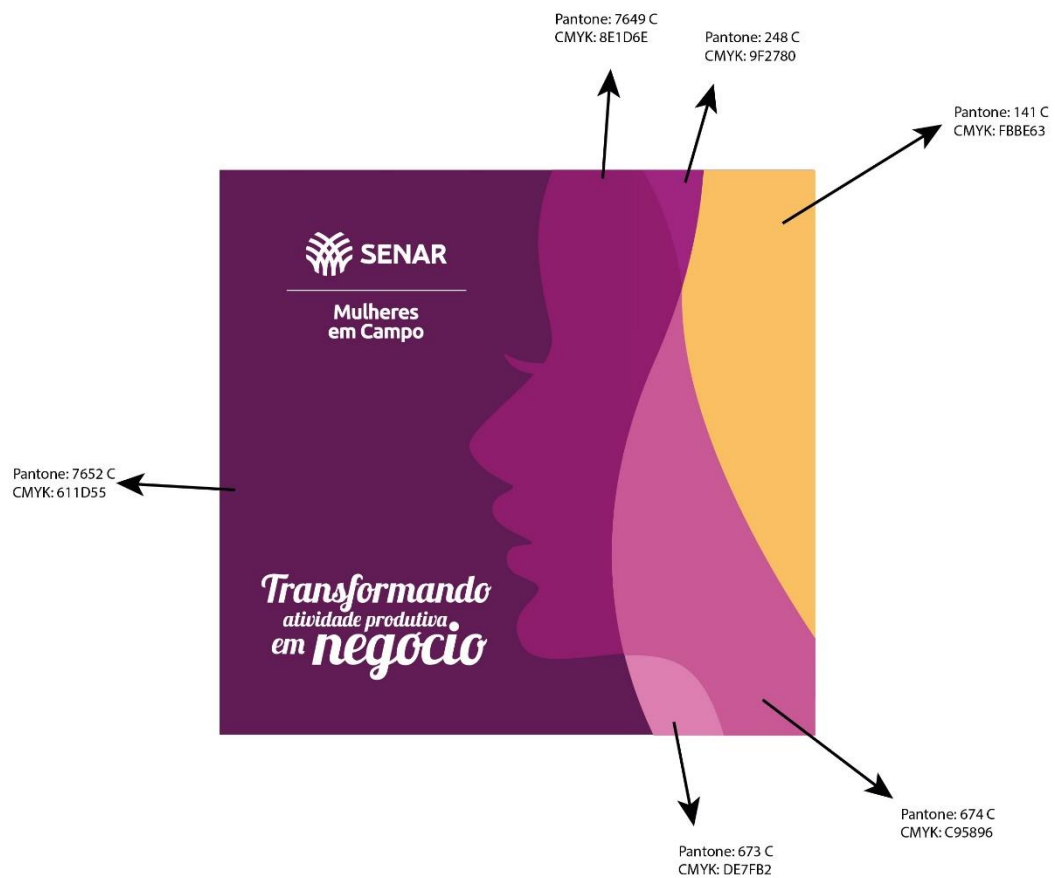 Pantone: 7649 C
CMYK: 8E1D6E
Pantone: 248 C
CMYK: 9F2780
Pantone: 141 C
CMYK: FBBE63
SENAR
Mulheres
em Campo
Pantone: 7652 C
CMYK: 611D55
Transformando
atividade produtiva
em negócio
Pantone: 674 C
CMYK: C95896
Pantone: 673 C
CMYK: DE7FB2